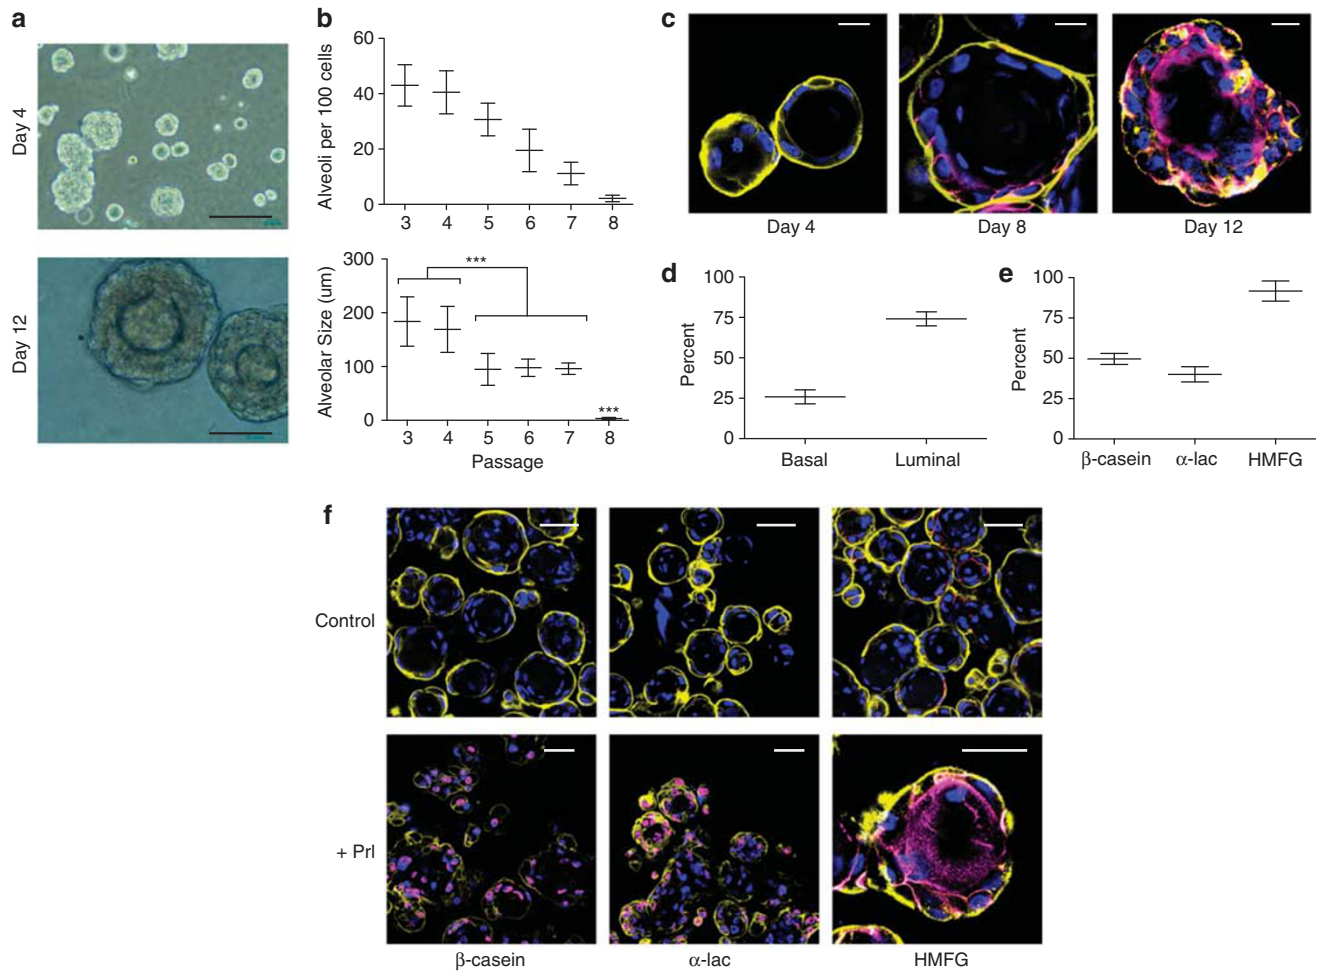 a
Day 4
Day 12
b
Alveoli per 100 cells
60
40
20
0
3 4 5 6 7 8
Alveolar Size (um)
300
200
100
0
***
***
3 4 5 6 7 8
Passage
c
Day 4
Day 8
Day 12
d
Percent
100
75
50
25
0
Basal
Luminal
e
Percent
100
75
50
25
0
β-casein
α-lac
HMFG
f
Control
+ Prl
β-casein
α-lac
HMFG